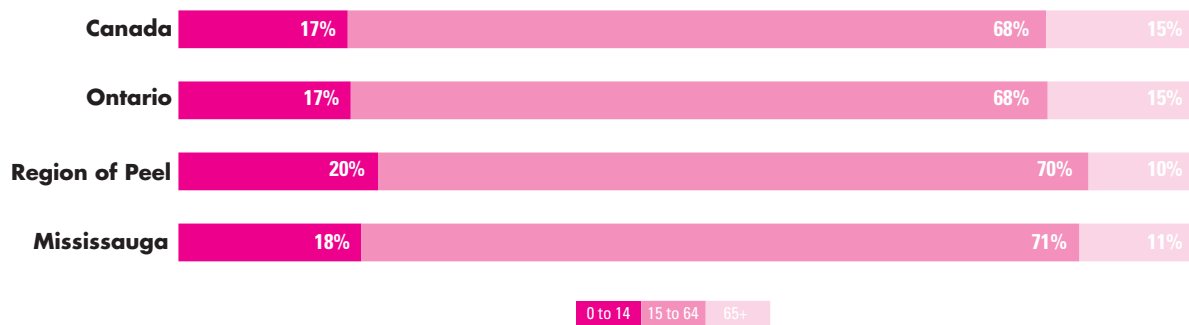 Canada 17% 68% 15%
Ontario 17% 68% 15%
Region of Peel 20% 70% 10%
Mississauga 18% 71% 11%
0 to 14 15 to 64 65+